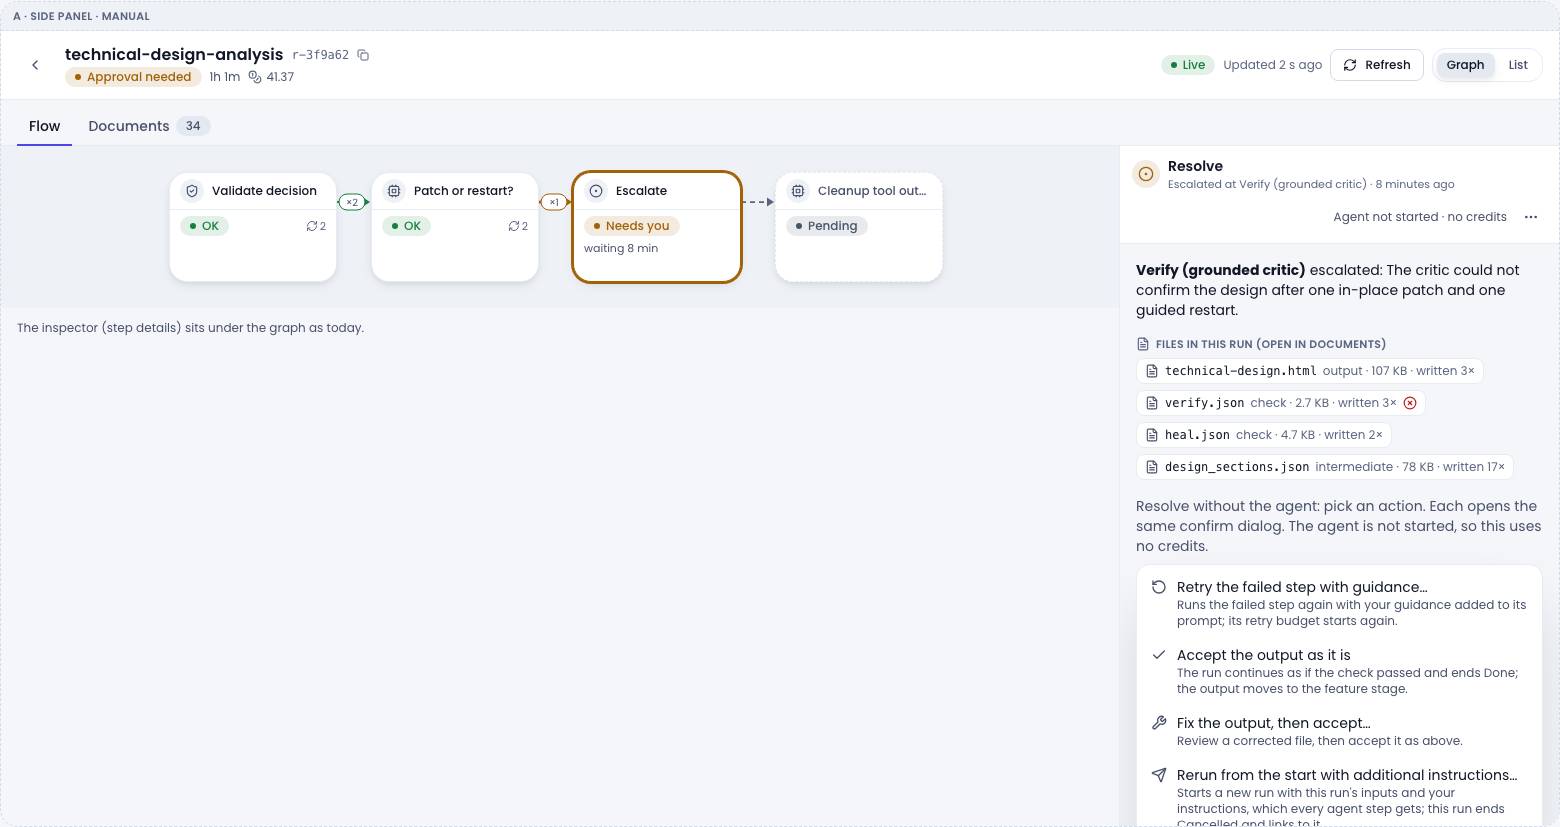 A · SIDE PANEL · MANUAL
technical-design-analysis r-3f9a62
Approval needed 1h 1m 41.37
Live Updated 2 s ago Refresh Graph List
Flow Documents 34
Validate decision
OK 2
×2
Patch or restart?
OK 2
×1
Escalate
Needs you
waiting 8 min
Cleanup tool out…
Pending
The inspector (step details) sits under the graph as today.
Resolve
Escalated at Verify (grounded critic) · 8 minutes ago
Agent not started · no credits
Verify (grounded critic) escalated: The critic could not
confirm the design after one in-place patch and one
guided restart.
FILES IN THIS RUN (OPEN IN DOCUMENTS)
technical-design.html output · 107 KB · written 3×
verify.json check · 2.7 KB · written 3×
heal.json check · 4.7 KB · written 2×
design_sections.json intermediate · 78 KB · written 17×
Resolve without the agent: pick an action. Each opens the
same confirm dialog. The agent is not started, so this uses
no credits.
Retry the failed step with guidance…
Runs the failed step again with your guidance added to its
prompt; its retry budget starts again.
Accept the output as it is
The run continues as if the check passed and ends Done;
the output moves to the feature stage.
Fix the output, then accept…
Review a corrected file, then accept it as above.
Rerun from the start with additional instructions…
Starts a new run with this run's inputs and your
instructions, which every agent step gets; this run ends
Cancelled and links to it.